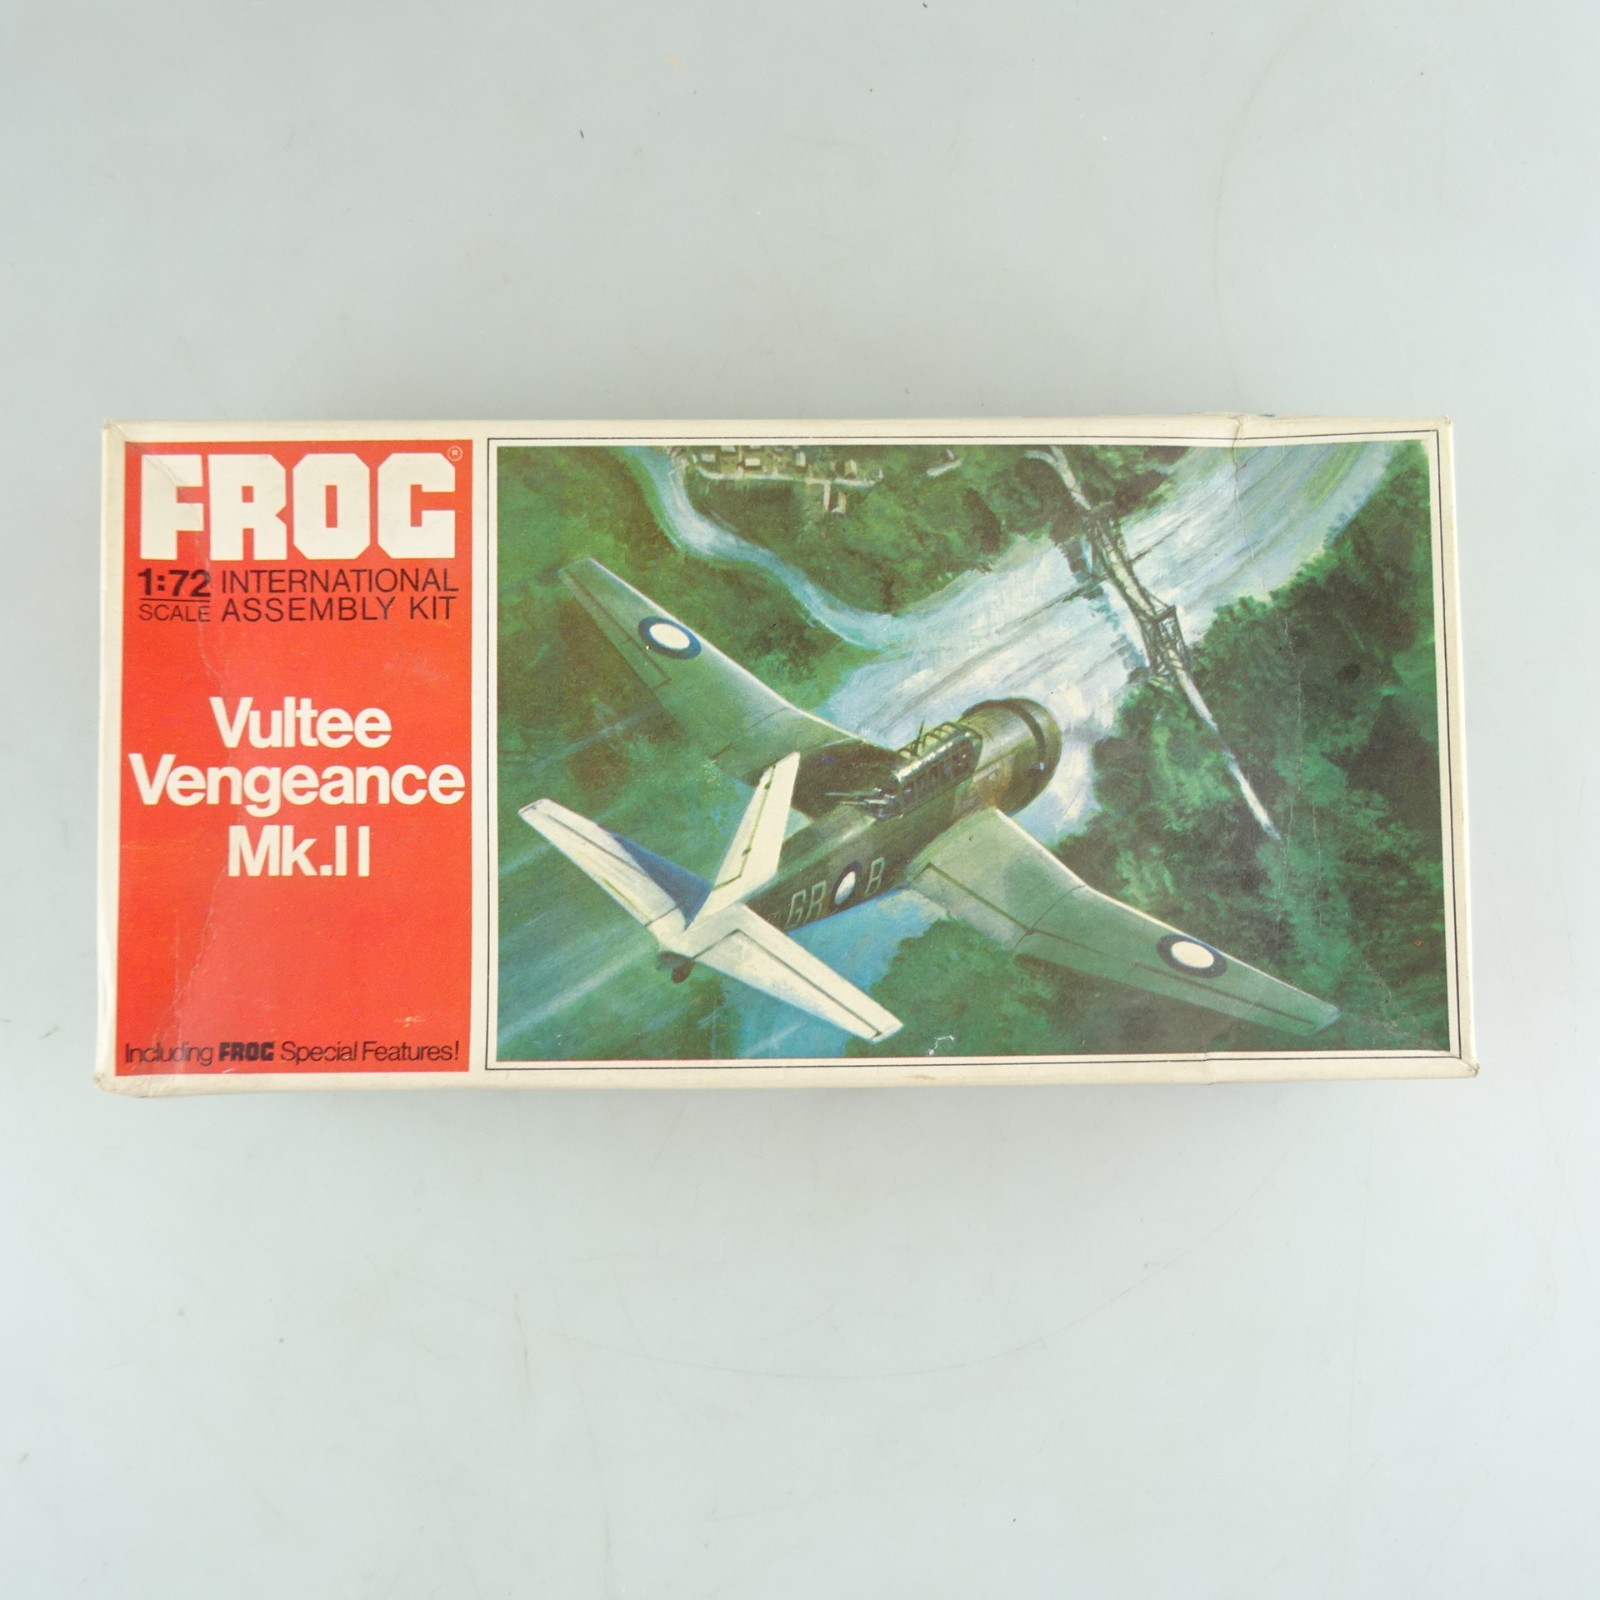 FROG ®
1:72 INTERNATIONAL
SCALE ASSEMBLY KIT
Vultee
Vengeance
Mk.II
Including FROG Special Features!
GR B